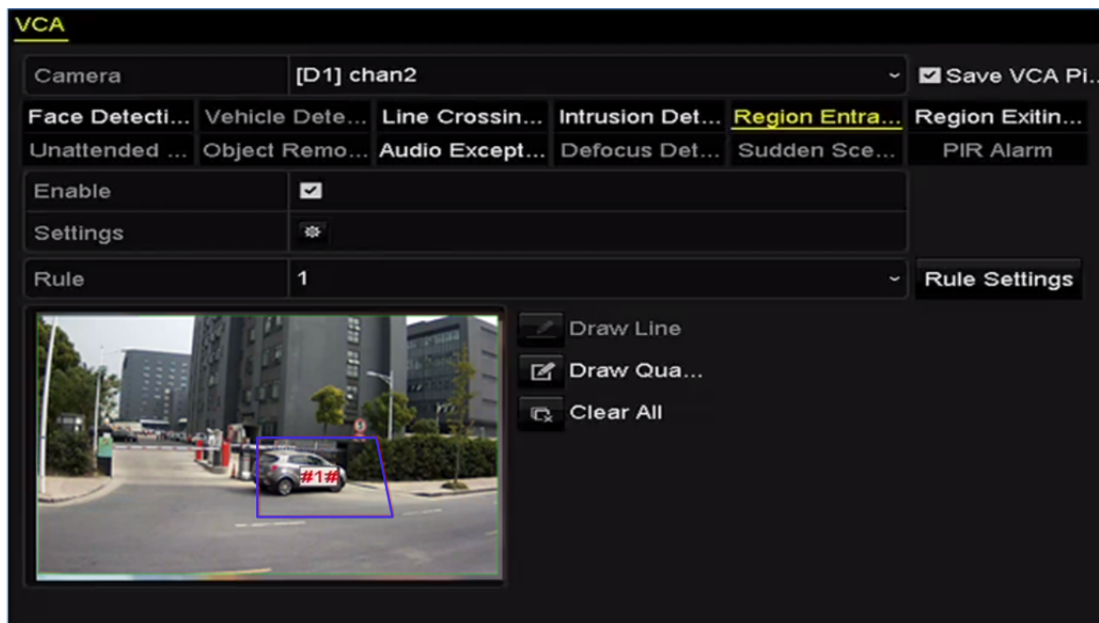 VCA
Camera [D1] chan2 Save VCA Pi...
Face Detecti... Vehicle Dete... Line Crossin... Intrusion Det... Region Entra... Region Exitin...
Unattended ... Object Remo... Audio Except... Defocus Det... Sudden Sce... PIR Alarm
Enable
Settings
Rule 1 Rule Settings
Draw Line
Draw Qua...
Clear All
#1#